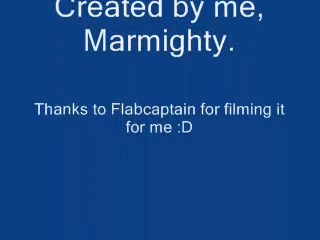 Created by me,
Marmighty.
Thanks to Flabcaptain for filming it
for me :D